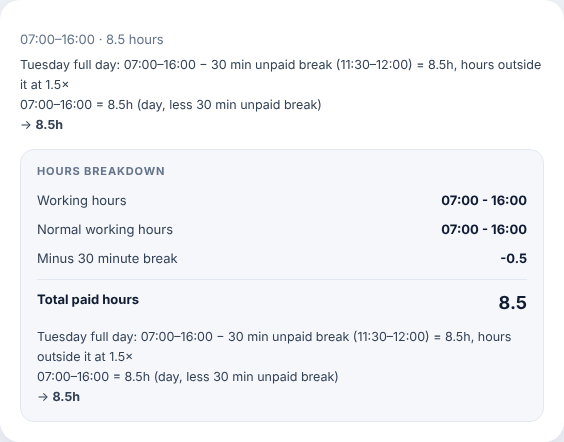 07:00–16:00 · 8.5 hours
Tuesday full day: 07:00–16:00 − 30 min unpaid break (11:30–12:00) = 8.5h, hours outside
it at 1.5×
07:00–16:00 = 8.5h (day, less 30 min unpaid break)
→ 8.5h
HOURS BREAKDOWN
Working hours 07:00 - 16:00
Normal working hours 07:00 - 16:00
Minus 30 minute break -0.5
Total paid hours 8.5
Tuesday full day: 07:00–16:00 − 30 min unpaid break (11:30–12:00) = 8.5h, hours
outside it at 1.5×
07:00–16:00 = 8.5h (day, less 30 min unpaid break)
→ 8.5h